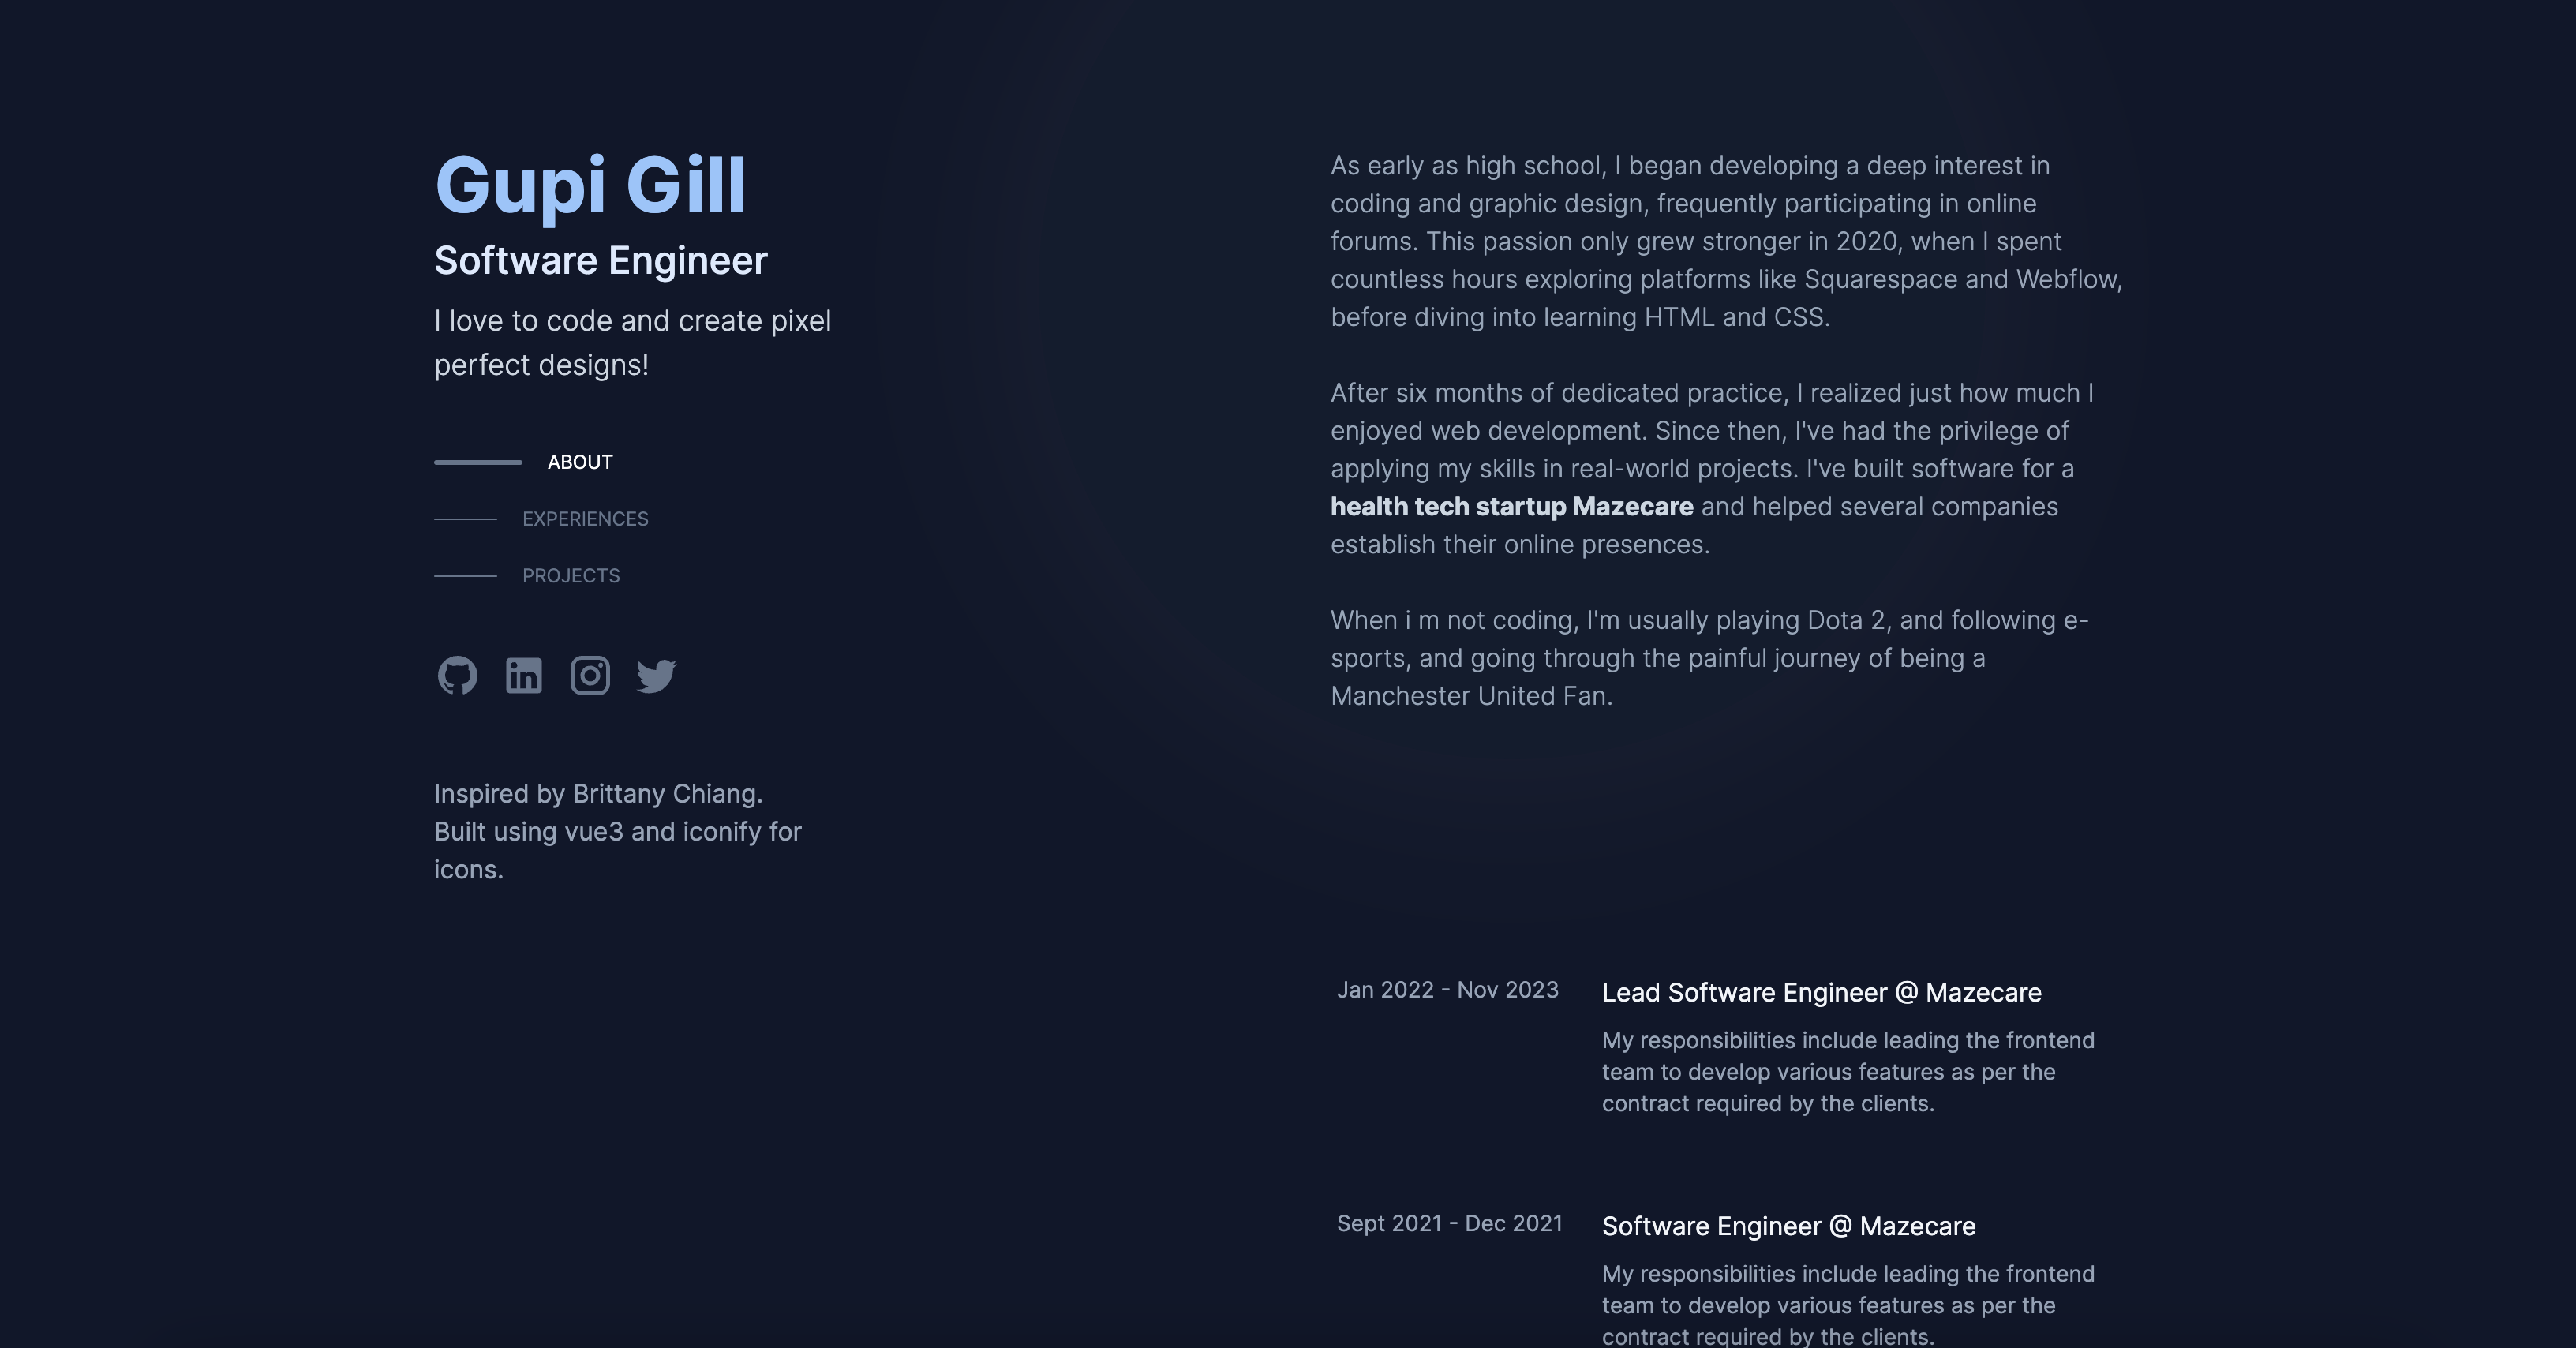 Gupi Gill
Software Engineer
I love to code and create pixel
perfect designs!
ABOUT
EXPERIENCES
PROJECTS
Inspired by Brittany Chiang.
Built using vue3 and iconify for
icons.
As early as high school, I began developing a deep interest in
coding and graphic design, frequently participating in online
forums. This passion only grew stronger in 2020, when I spent
countless hours exploring platforms like Squarespace and Webflow,
before diving into learning HTML and CSS.
After six months of dedicated practice, I realized just how much I
enjoyed web development. Since then, I've had the privilege of
applying my skills in real-world projects. I've built software for a
health tech startup Mazecare and helped several companies
establish their online presences.
When i m not coding, I'm usually playing Dota 2, and following e-
sports, and going through the painful journey of being a
Manchester United Fan.
Jan 2022 - Nov 2023
Lead Software Engineer @ Mazecare
My responsibilities include leading the frontend
team to develop various features as per the
contract required by the clients.
Sept 2021 - Dec 2021
Software Engineer @ Mazecare
My responsibilities include leading the frontend
team to develop various features as per the
contract required by the clients.